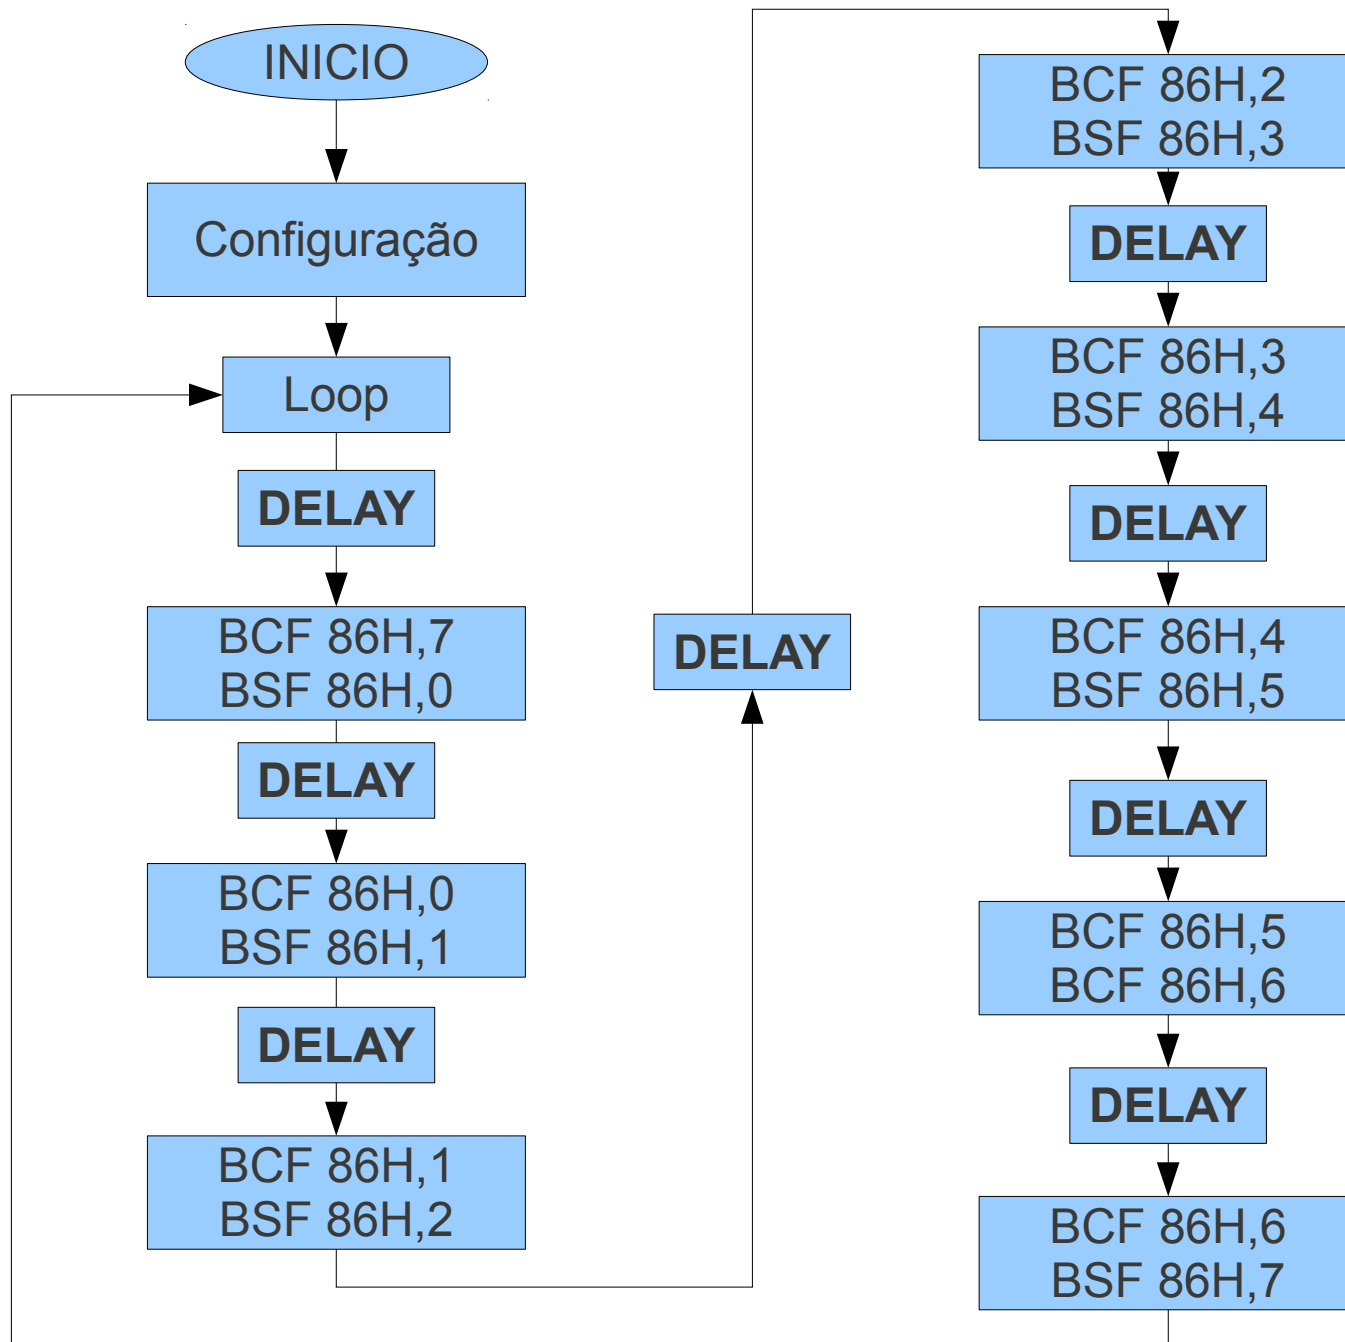 INICIO
Configuração
Loop
DELAY
BCF 86H,7
BSF 86H,0
DELAY
BCF 86H,0
BSF 86H,1
DELAY
BCF 86H,1
BSF 86H,2
DELAY
BCF 86H,2
BSF 86H,3
DELAY
BCF 86H,3
BSF 86H,4
DELAY
BCF 86H,4
BSF 86H,5
DELAY
BCF 86H,5
BCF 86H,6
DELAY
BCF 86H,6
BSF 86H,7